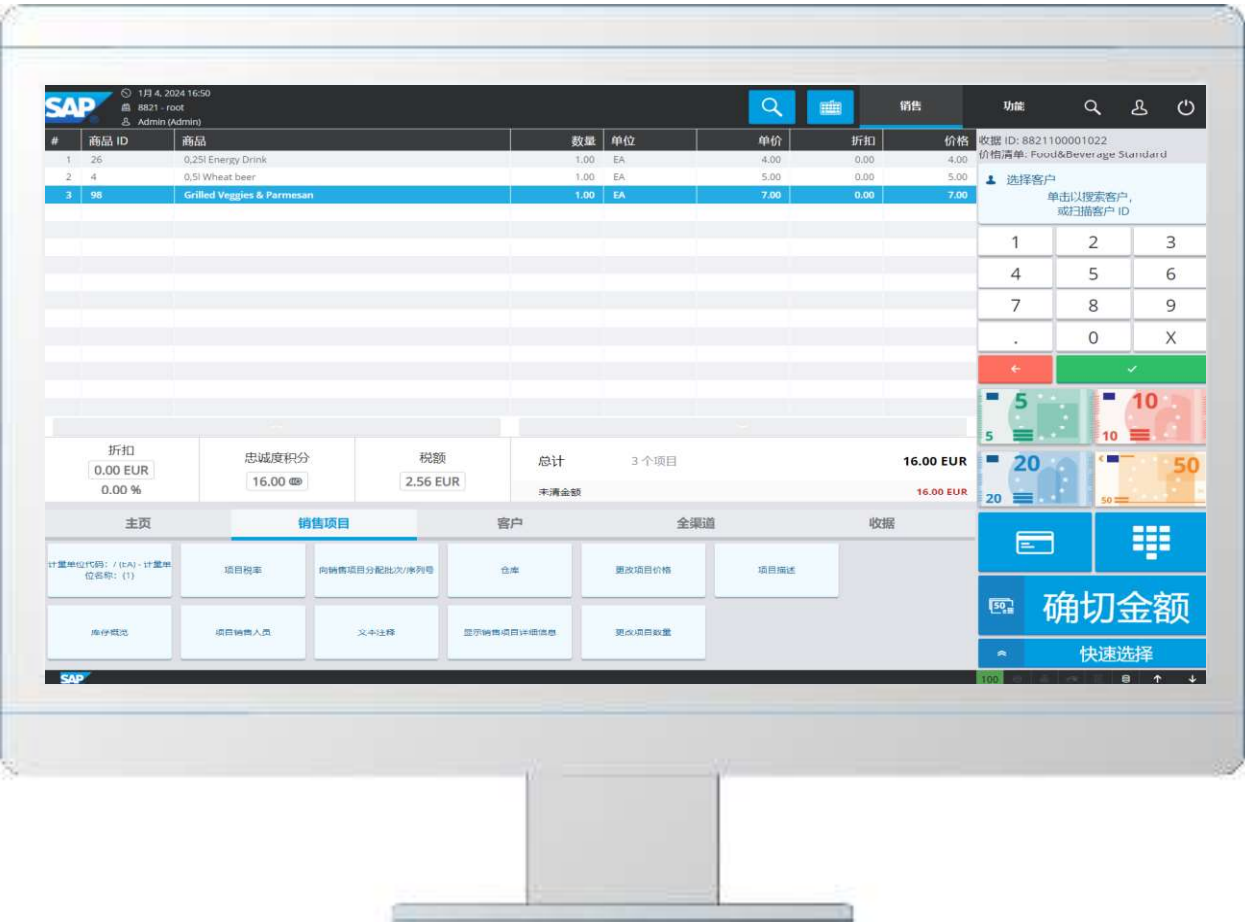 SAP
1月 4, 2024 16:50
8821 - root
Admin (Admin)
销售
功能
# 商品 ID 商品 数量 单位 单价 折扣 价格
1 26 0,25l Energy Drink 1.00 EA 4.00 0.00 4.00
2 4 0,5l Wheat beer 1.00 EA 5.00 0.00 5.00
3 98 Grilled Veggies & Parmesan 1.00 EA 7.00 0.00 7.00
收据 ID: 8821100001022
价格清单: Food&Beverage Standard
选择客户
单击以搜索客户,
或扫描客户 ID
1 2 3
4 5 6
7 8 9
. 0 X
5 5
10 10
20 20
50 50
折扣
0.00 EUR
0.00 %
忠诚度积分
16.00
税额
2.56 EUR
总计 3 个项目 16.00 EUR
未清金额 16.00 EUR
主页 销售项目 客户 全渠道 收据
计量单位代码: / (EA) - 计量单
位名称: {1}
项目税率
向销售项目分配批次/序列号
仓库
更改项目价格
项目描述
库存概览
项目销售人员
文本注释
显示销售项目详细信息
更改项目数量
50
确切金额
快速选择
SAP
100